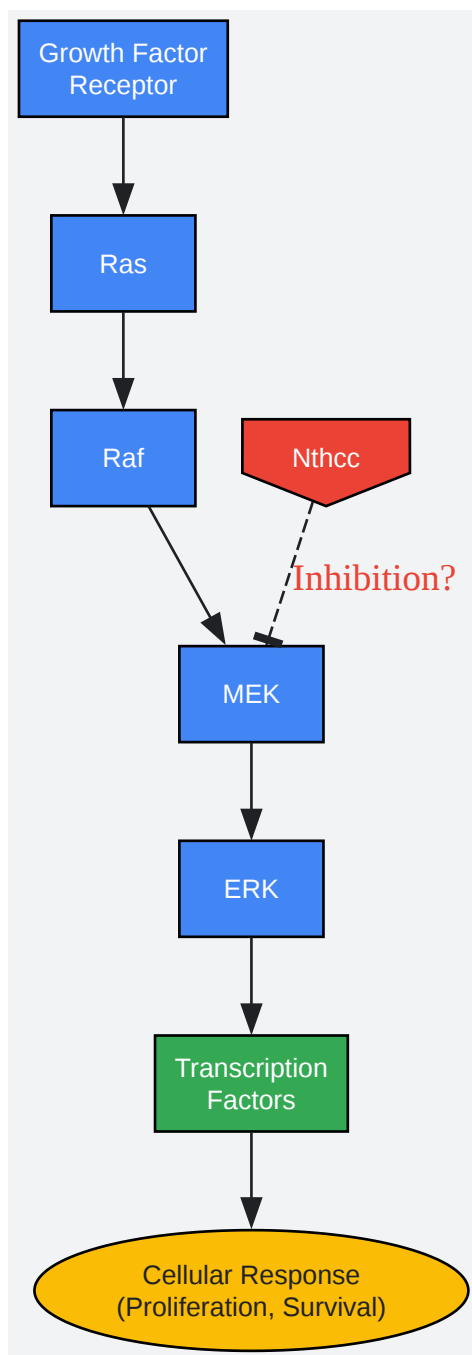 Growth Factor
Receptor
Ras
Raf
Nthcc
Inhibition?
MEK
ERK
Transcription
Factors
Cellular Response
(Proliferation, Survival)